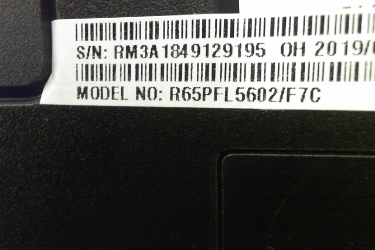 S/N: RM3A1849129195 OH 2019/
MODEL NO: R65PFL5602/F7C